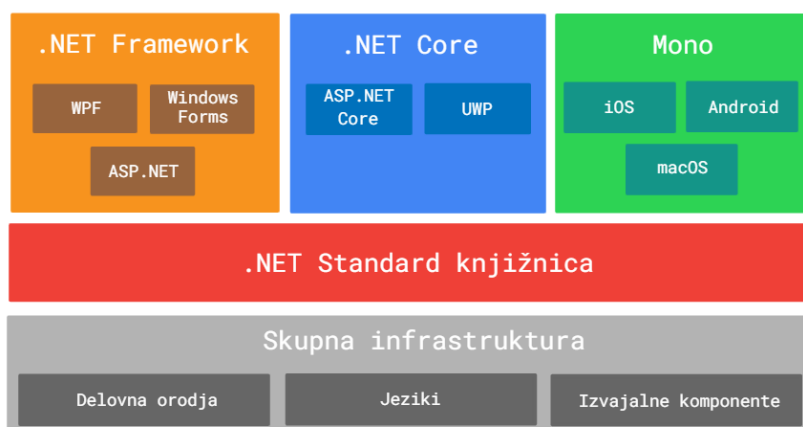 .NET Framework
WPF
Windows
Forms
ASP.NET
.NET Core
ASP.NET
Core
UWP
Mono
iOS
Android
macOS
.NET Standard knjižnica
Skupna infrastruktura
Delovna orodja
Jeziki
Izvajalne komponente